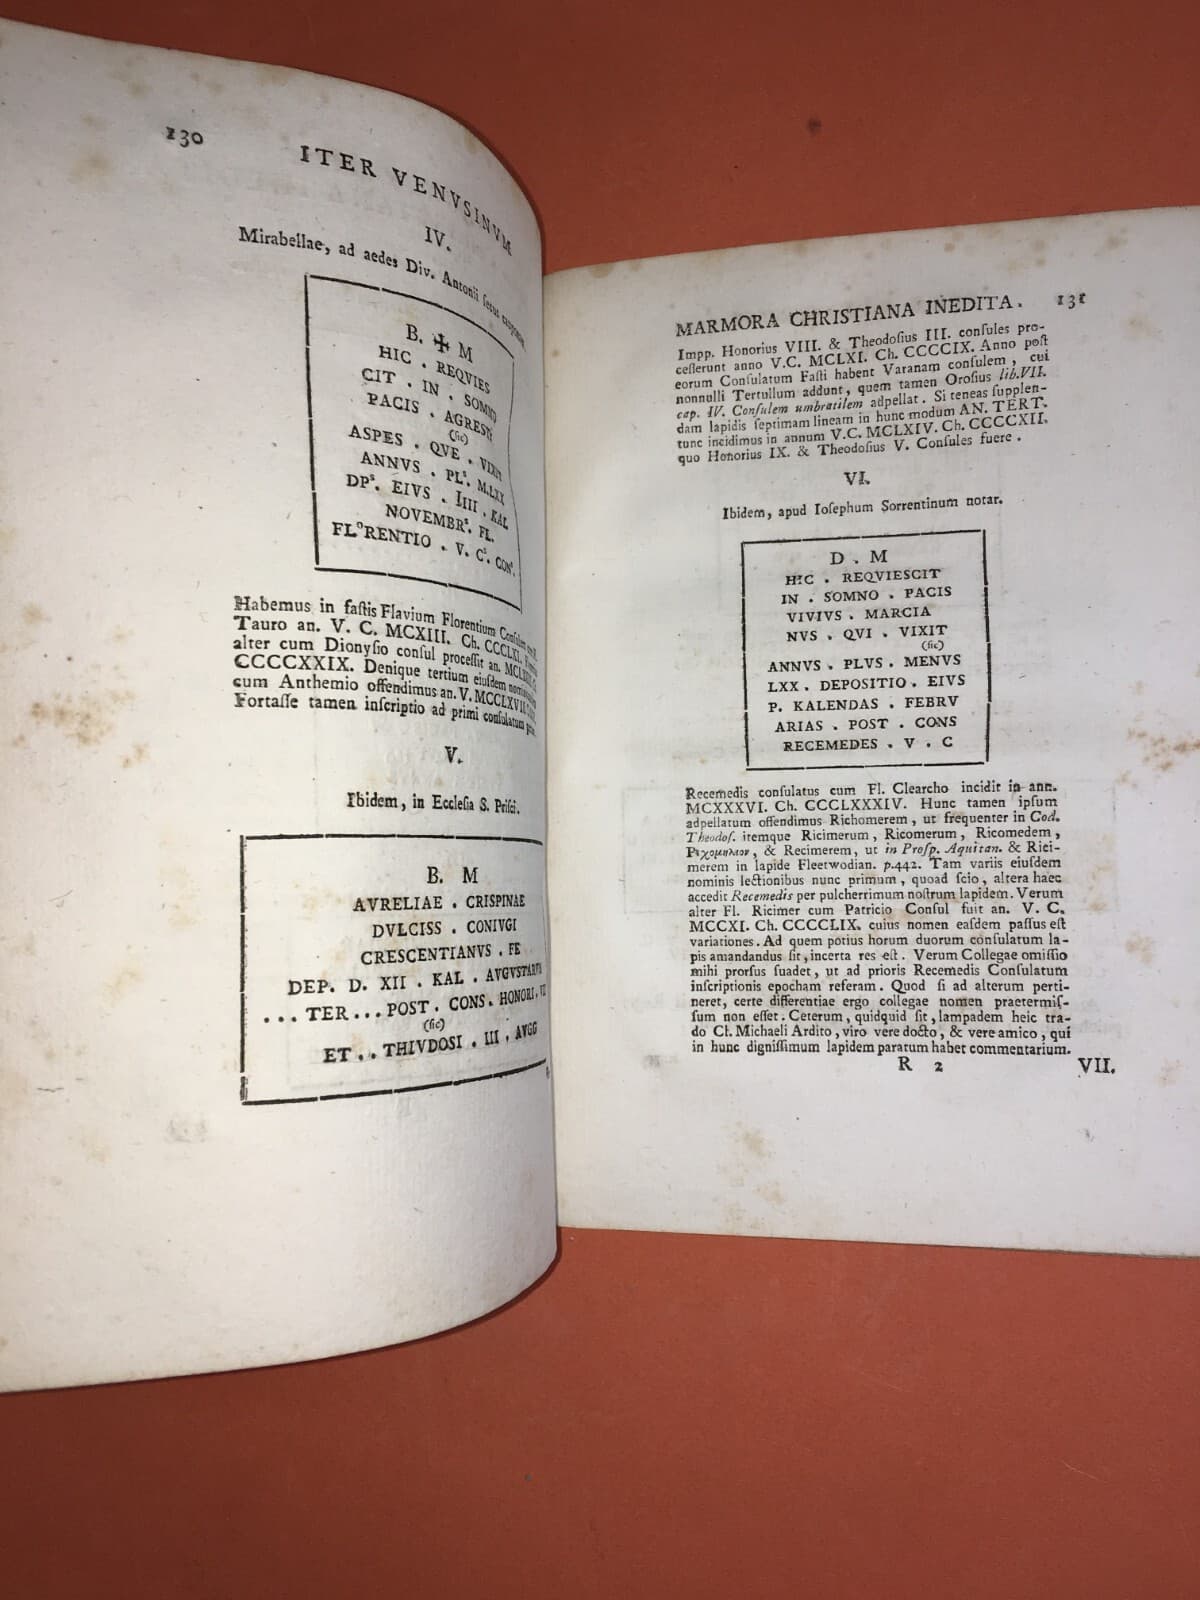 130
ITER VENVSINVM
IV.
Mirabellae, ad aedes Div. Antonii
B. ✠ M
HIC . REQVIES
CIT . IN . SOMNO
PACIS . AGRESTI
(ſic)
ASPES . QVE . VIXIT
ANNVS . PLˢ. M.LXX
DPˢ. EIVS . IIII . KAL
NOVEMBRˢ. FL.
FLᵒRENTIO . V. Cˢ. CONˢ.
Habemus in faſtis Flavium Florentium
Tauro an. V. C. MCXIII. Ch. CCCLXI.
alter cum Dionyſio conſul proceſſit an.
CCCCXXIX. Denique tertium eiuſdem
cum Anthemio offendimus an. V.
Fortaſſe tamen inſcriptio ad primi conſulatum
V.
Ibidem, in Eccleſia S. Priſci.
B. M
AVRELIAE . CRISPINAE
DVLCISS . CONIVGI
CRESCENTIANVS . FE
DEP. D. XII . KAL . AVGVSTARVM
... TER ... POST . CONS . HONORI .
(ſic)
ET . . THIVDOSI . III . AVGG
MARMORA CHRISTIANA INEDITA. 131
Impp. Honorius VIII. & Theodoſius III. conſules pro-
ceſſerunt anno V.C. MCLXI. Ch. CCCCIX. Anno poſt
eorum Conſulatum Faſti habent Varanam conſulem, cui
nonnulli Tertullum addunt, quem tamen Oroſius lib.VII.
cap. IV. Conſulem umbratilem adpellat. Si teneas ſupplen-
dam lapidis ſeptimam lineam in hunc modum AN. TERT.
tunc incidimus in annum V.C. MCLXIV. Ch. CCCCXII.
quo Honorius IX. & Theodoſius V. Conſules fuere.
VI.
Ibidem, apud Ioſephum Sorrentinum notar.
D . M
HIC . REQVIESCIT
IN . SOMNO . PACIS
VIVIVS . MARCIA
NVS . QVI . VIXIT
(ſic)
ANNVS . PLVS . MENVS
LXX . DEPOSITIO . EIVS
P. KALENDAS . FEBRV
ARIAS . POST . CONS
RECEMEDES . V . C
Recemedis conſulatus cum Fl. Clearcho incidit in ann.
MCXXXVI. Ch. CCCLXXXIV. Hunc tamen ipſum
adpellatum offendimus Richomerem, ut frequenter in Cod.
Theodoſ. itemque Ricimerum, Ricomerum, Ricomedem,
Ριχομηλιον, & Recimerem, ut in Proſp. Aquitan. & Rici-
merem in lapide Fleetwodian. p.442. Tam variis eiuſdem
nominis lectionibus nunc primum, quoad ſcio, altera haec
accedit Recemedis per pulcherrimum noſtrum lapidem. Verum
alter Fl. Ricimer cum Patricio Conſul fuit an. V. C.
MCCXI. Ch. CCCCLIX. cuius nomen eaſdem paſſus eſt
variationes. Ad quem potius horum duorum conſulatum la-
pis amandandus ſit, incerta res eſt. Verum Collegae omiſſio
mihi prorſus ſuadet, ut ad prioris Recemedis Conſulatum
inſcriptionis epocham referam. Quod ſi ad alterum perti-
neret, certe differentiae ergo collegae nomen praetermiſ-
ſum non eſſet. Ceterum, quidquid ſit, lampadem heic tra-
do Cl. Michaeli Ardito, viro vere docto, & vere amico, qui
in hunc digniſſimum lapidem paratum habet commentarium.
R 2 VII.